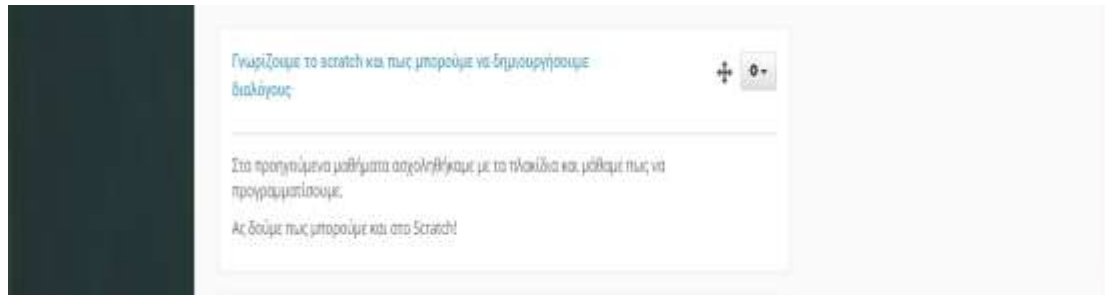 Γνωρίζουμε το scratch και πως μπορούμε να δημιουργήσουμε
διαλόγους
Στα προηγούμενα μαθήματα ασχοληθήκαμε με τα πλακίδια και μάθαμε πως να
προγραμματίσουμε.
Ας δούμε πως μπορούμε και στο Scratch!